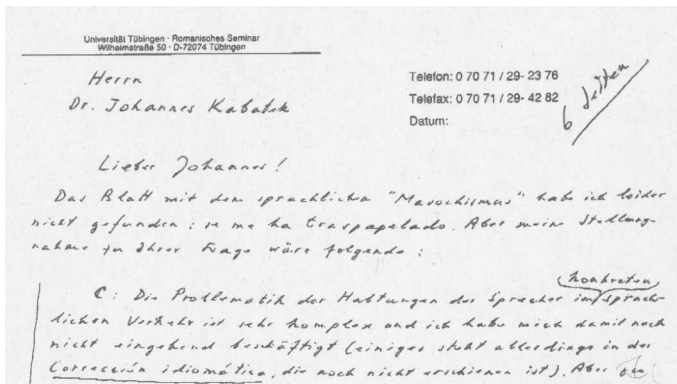 Universität Tübingen · Romanisches Seminar
Wilhelmstraße 50 · D-72074 Tübingen
Telefon: 0 70 71 / 29- 23 76
Telefax: 0 70 71 / 29- 42 82
Datum:
6 Seiten
Herrn
Dr. Johannes Kabatek
Lieber Johannes!
Das Blatt mit dem sprachlichen "Masochismus" habe ich leider
nicht gefunden: se me ha traspapelado. Aber meine Stellung-
nahme zu Ihrer Frage wäre folgende:
konkreten
C: Die Problematik der Haltungen der Sprecher im sprach-
lichen Verkehr ist sehr komplex und ich habe mich damit noch
nicht eingehend beschäftigt (einiges steht allerdings in der
Corrección idiomática, die noch nicht erschienen ist). Aber